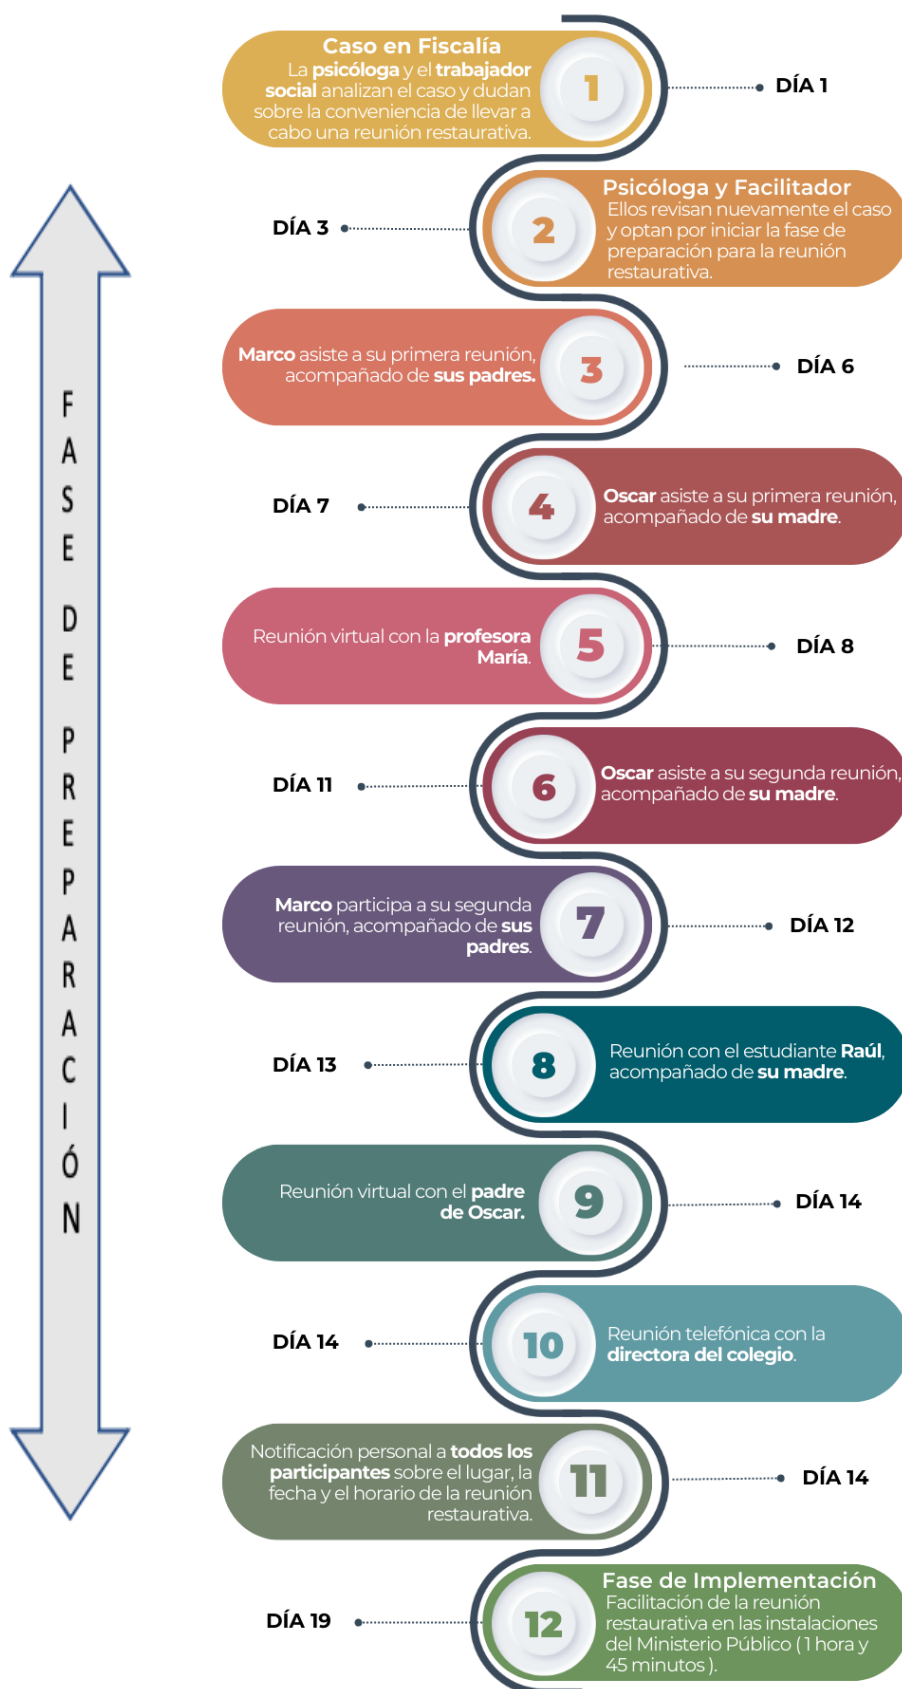 Caso en Fiscalía
La psicóloga y el trabajador
social analizan el caso y dudan
sobre la conveniencia de llevar a
cabo una reunión restaurativa.
1
DÍA 1
DÍA 3
2
Psicóloga y Facilitador
Ellos revisan nuevamente el caso
y optan por iniciar la fase de
preparación para la reunión
restaurativa.
FASE DE PREPARACIÓN
Marco asiste a su primera reunión,
acompañado de sus padres.
3
DÍA 6
DÍA 7
4
Oscar asiste a su primera reunión,
acompañado de su madre.
Reunión virtual con la profesora
María.
5
DÍA 8
DÍA 11
6
Oscar asiste a su segunda reunión,
acompañado de su madre.
Marco participa a su segunda
reunión, acompañado de sus
padres.
7
DÍA 12
DÍA 13
8
Reunión con el estudiante Raúl,
acompañado de su madre.
Reunión virtual con el padre
de Oscar.
9
DÍA 14
DÍA 14
10
Reunión telefónica con la
directora del colegio.
Notificación personal a todos los
participantes sobre el lugar, la
fecha y el horario de la reunión
restaurativa.
11
DÍA 14
DÍA 19
12
Fase de Implementación
Facilitación de la reunión
restaurativa en las instalaciones
del Ministerio Público ( 1 hora y
45 minutos ).